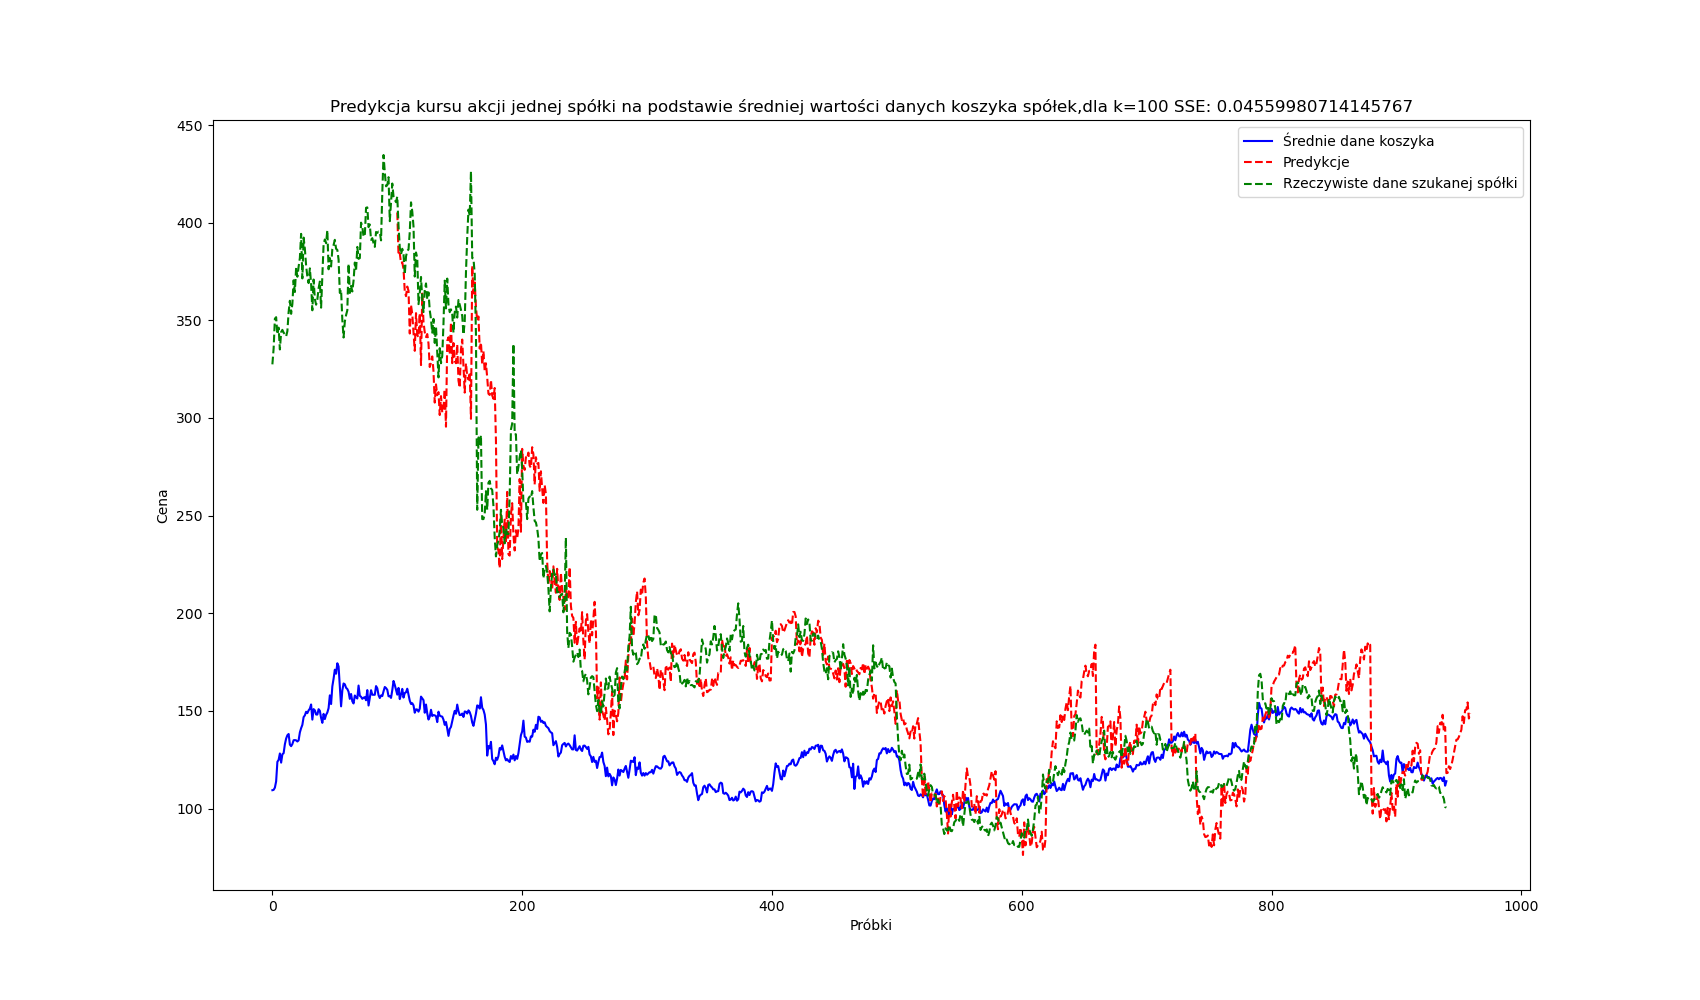 Predykcja kursu akcji jednej spółki na podstawie średniej wartości danych koszyka spółek,dla k=100 SSE: 0.04559980714145767
Średnie dane koszyka
Predykcje
Rzeczywiste dane szukanej spółki
450
400
350
300
250
200
150
100
Cena
0 200 400 600 800 1000
Próbki